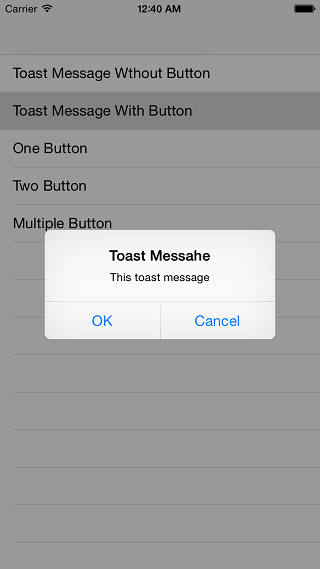 Carrier 12:40 AM
Toast Message Wthout Button
Toast Message With Button
One Button
Two Button
Multiple Button
Toast Messahe
This toast message
OK Cancel